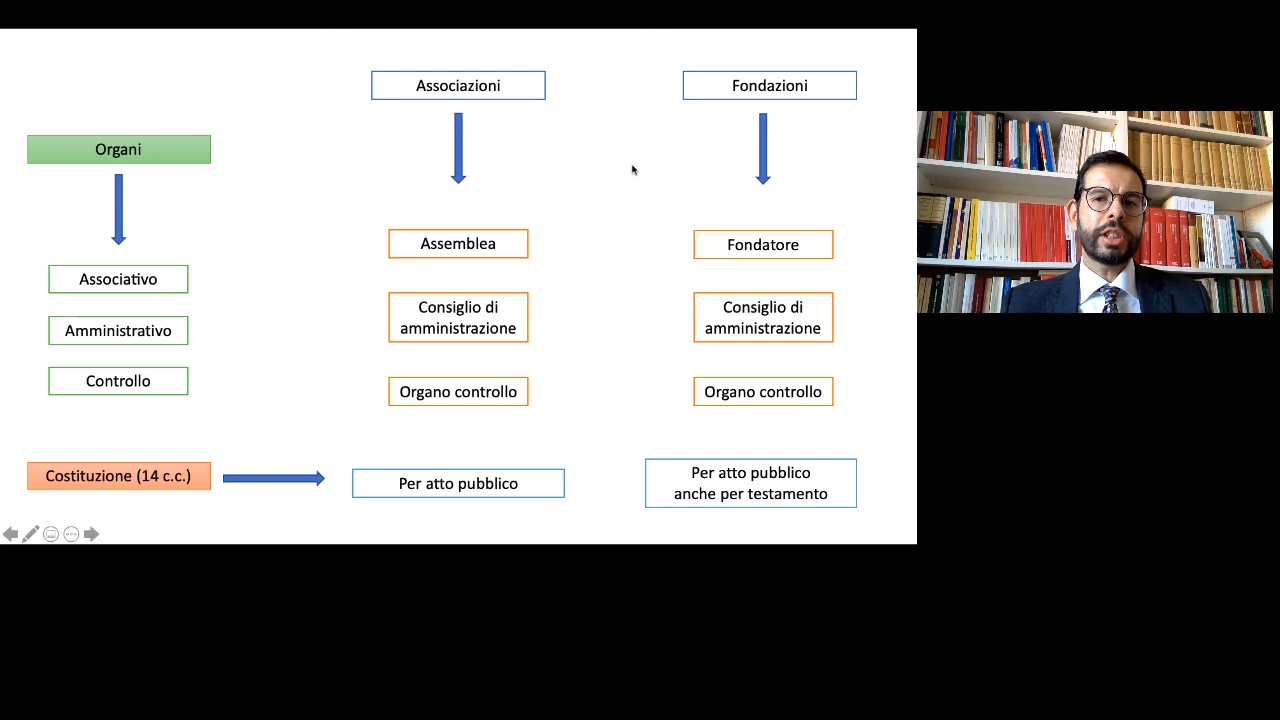 Associazioni
Fondazioni
Organi
Assemblea
Fondatore
Associativo
Consiglio di
amministrazione
Consiglio di
amministrazione
Amministrativo
Controllo
Organo controllo
Organo controllo
Costituzione (14 c.c.)
Per atto pubblico
Per atto pubblico
anche per testamento